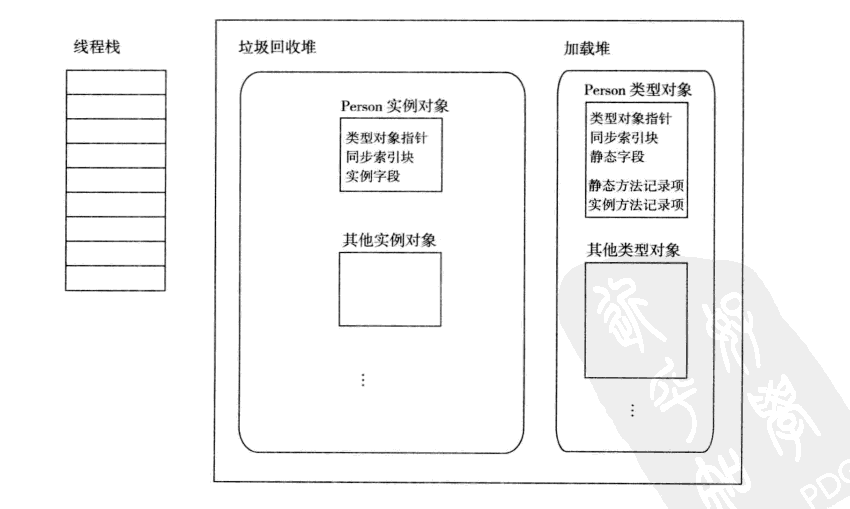 线程栈
垃圾回收堆
加载堆
Person 实例对象
类型对象指针
同步索引块
实例字段
其他实例对象
⋮
Person 类型对象
类型对象指针
同步索引块
静态字段
静态方法记录项
实例方法记录项
其他类型对象
⋮
PDG